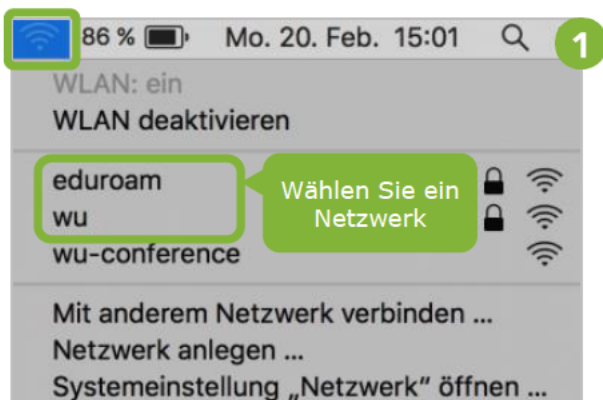 86 % Mo. 20. Feb. 15:01 1
WLAN: ein
WLAN deaktivieren
eduroam
wu
wu-conference
Wählen Sie ein
Netzwerk
Mit anderem Netzwerk verbinden ...
Netzwerk anlegen ...
Systemeinstellung „Netzwerk“ öffnen ...